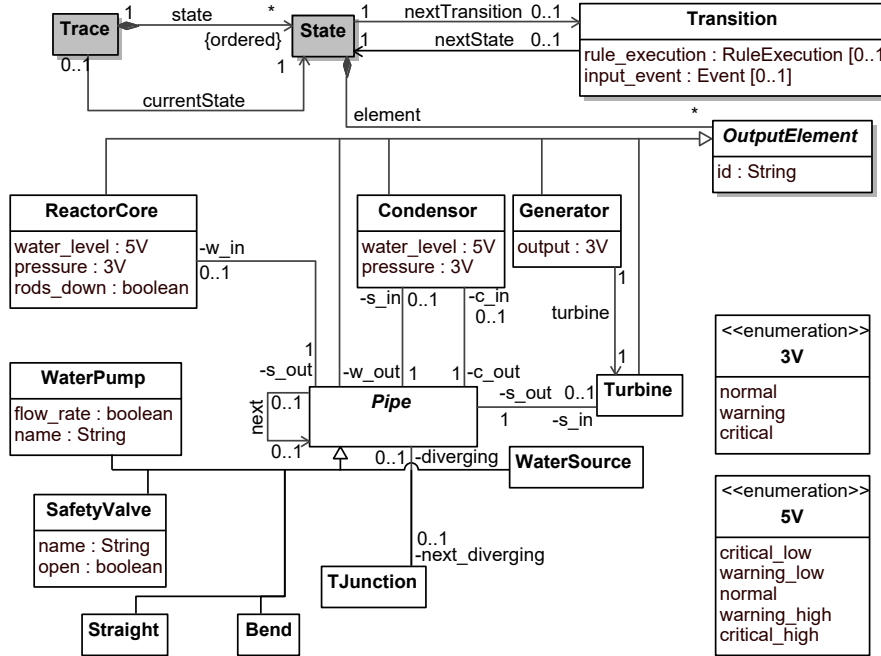 Trace
1
state
*
{ordered}
State
1
nextTransition
0..1
1
nextState
0..1
Transition
rule_execution : RuleExecution [0..1
input_event : Event [0..1]
0..1
1
currentState
element
*
OutputElement
id : String
ReactorCore
water_level : 5V
pressure : 3V
rods_down : boolean
-w_in
0..1
Condensor
water_level : 5V
pressure : 3V
Generator
output : 3V
-s_in
0..1
-c_in
0..1
1
turbine
1
-s_out
-w_out
1
1
-c_out
1
<<enumeration>>
3V
normal
warning
critical
WaterPump
flow_rate : boolean
name : String
next
0..1
0..1
Pipe
-s_out
0..1
1
-s_in
Turbine
0..1
-diverging
WaterSource
SafetyValve
name : String
open : boolean
0..1
-next_diverging
TJunction
Straight
Bend
<<enumeration>>
5V
critical_low
warning_low
normal
warning_high
critical_high